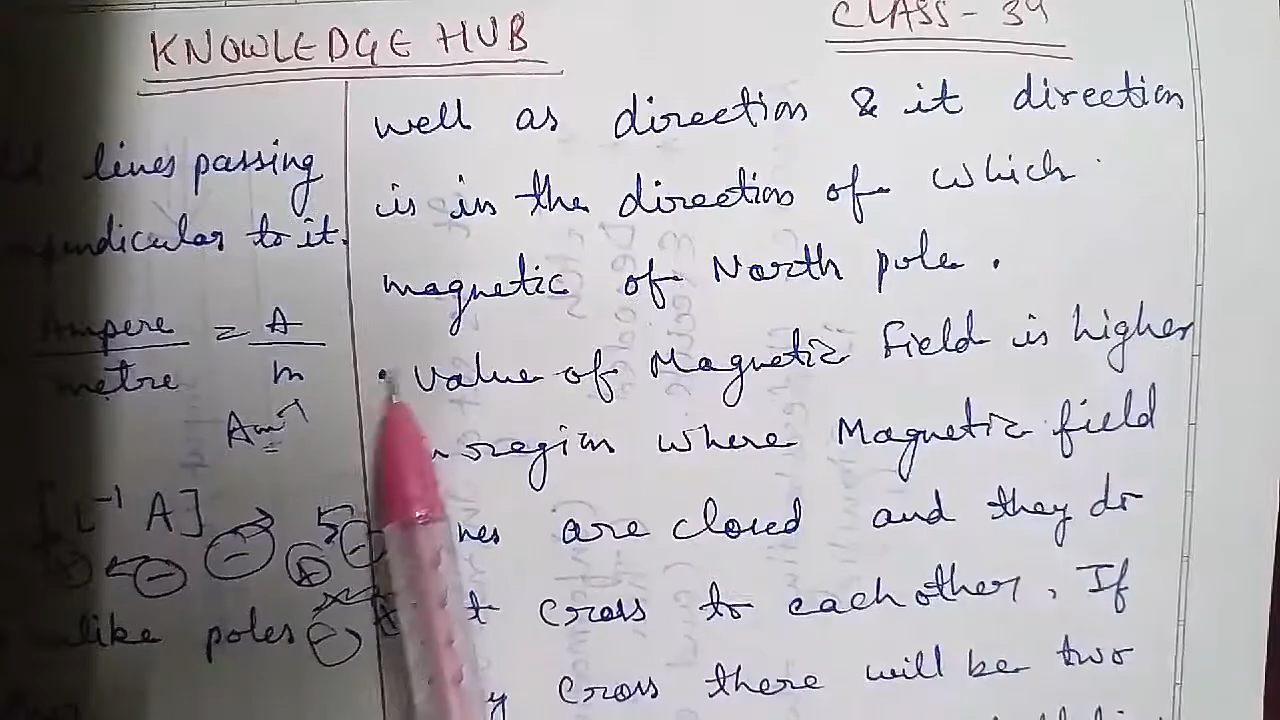 KNOWLEDGE HUB
CLASS - 39
lines passing
perpendicular to it.
Ampere = A
metre m
Am⁻¹
[L⁻¹ A]
like poles
well as direction & it direction
is in the direction of which
magnetic of North pole.
• Value of Magnetic field is higher
region where Magnetic field
are closed and they do
cross to each other. If
cross there will be two